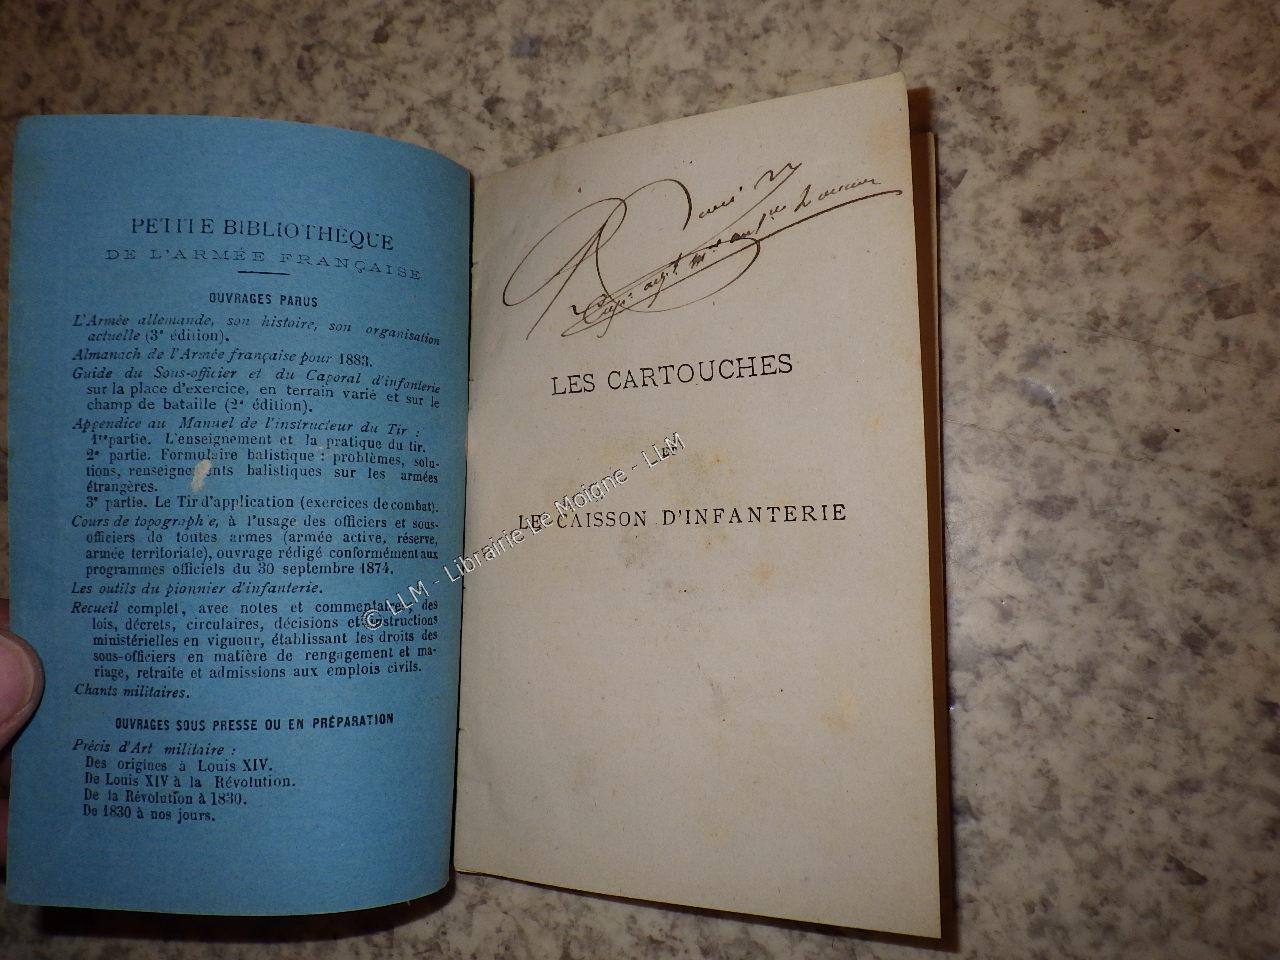 PETITE BIBLIOTHÈQUE
DE L'ARMÉE FRANÇAISE
OUVRAGES PARUS
L'Armée allemande, son histoire, son organisation
actuelle (3e édition).
Almanach de l'Armée française pour 1883.
Guide du Sous-officier et du Caporal d'infanterie
sur la place d'exercice, en terrain varié et sur le
champ de bataille (2e édition).
Appendice au Manuel de l'instructeur du Tir :
1re partie. L'enseignement et la pratique du tir.
2e partie. Formulaire balistique : problèmes, solu-
tions, renseignements balistiques sur les armées
étrangères.
3e partie. Le Tir d'application (exercices de combat).
Cours de topographie, à l'usage des officiers et sous-
officiers de toutes armes (armée active, réserve,
armée territoriale), ouvrage rédigé conformément aux
programmes officiels du 30 septembre 1874.
Les outils du pionnier d'infanterie.
Recueil complet, avec notes et commentaires, des
lois, décrets, circulaires, décisions et instructions
ministérielles en vigueur, établissant les droits des
sous-officiers en matière de rengagement et ma-
riage, retraite et admissions aux emplois civils.
Chants militaires.
OUVRAGES SOUS PRESSE OU EN PRÉPARATION
Précis d'Art militaire :
Des origines à Louis XIV.
De Louis XIV à la Révolution.
De la Révolution à 1830.
De 1830 à nos jours.
LES CARTOUCHES
ET
LE CAISSON D'INFANTERIE
© LLM - Librairie Le Moigne - LLM